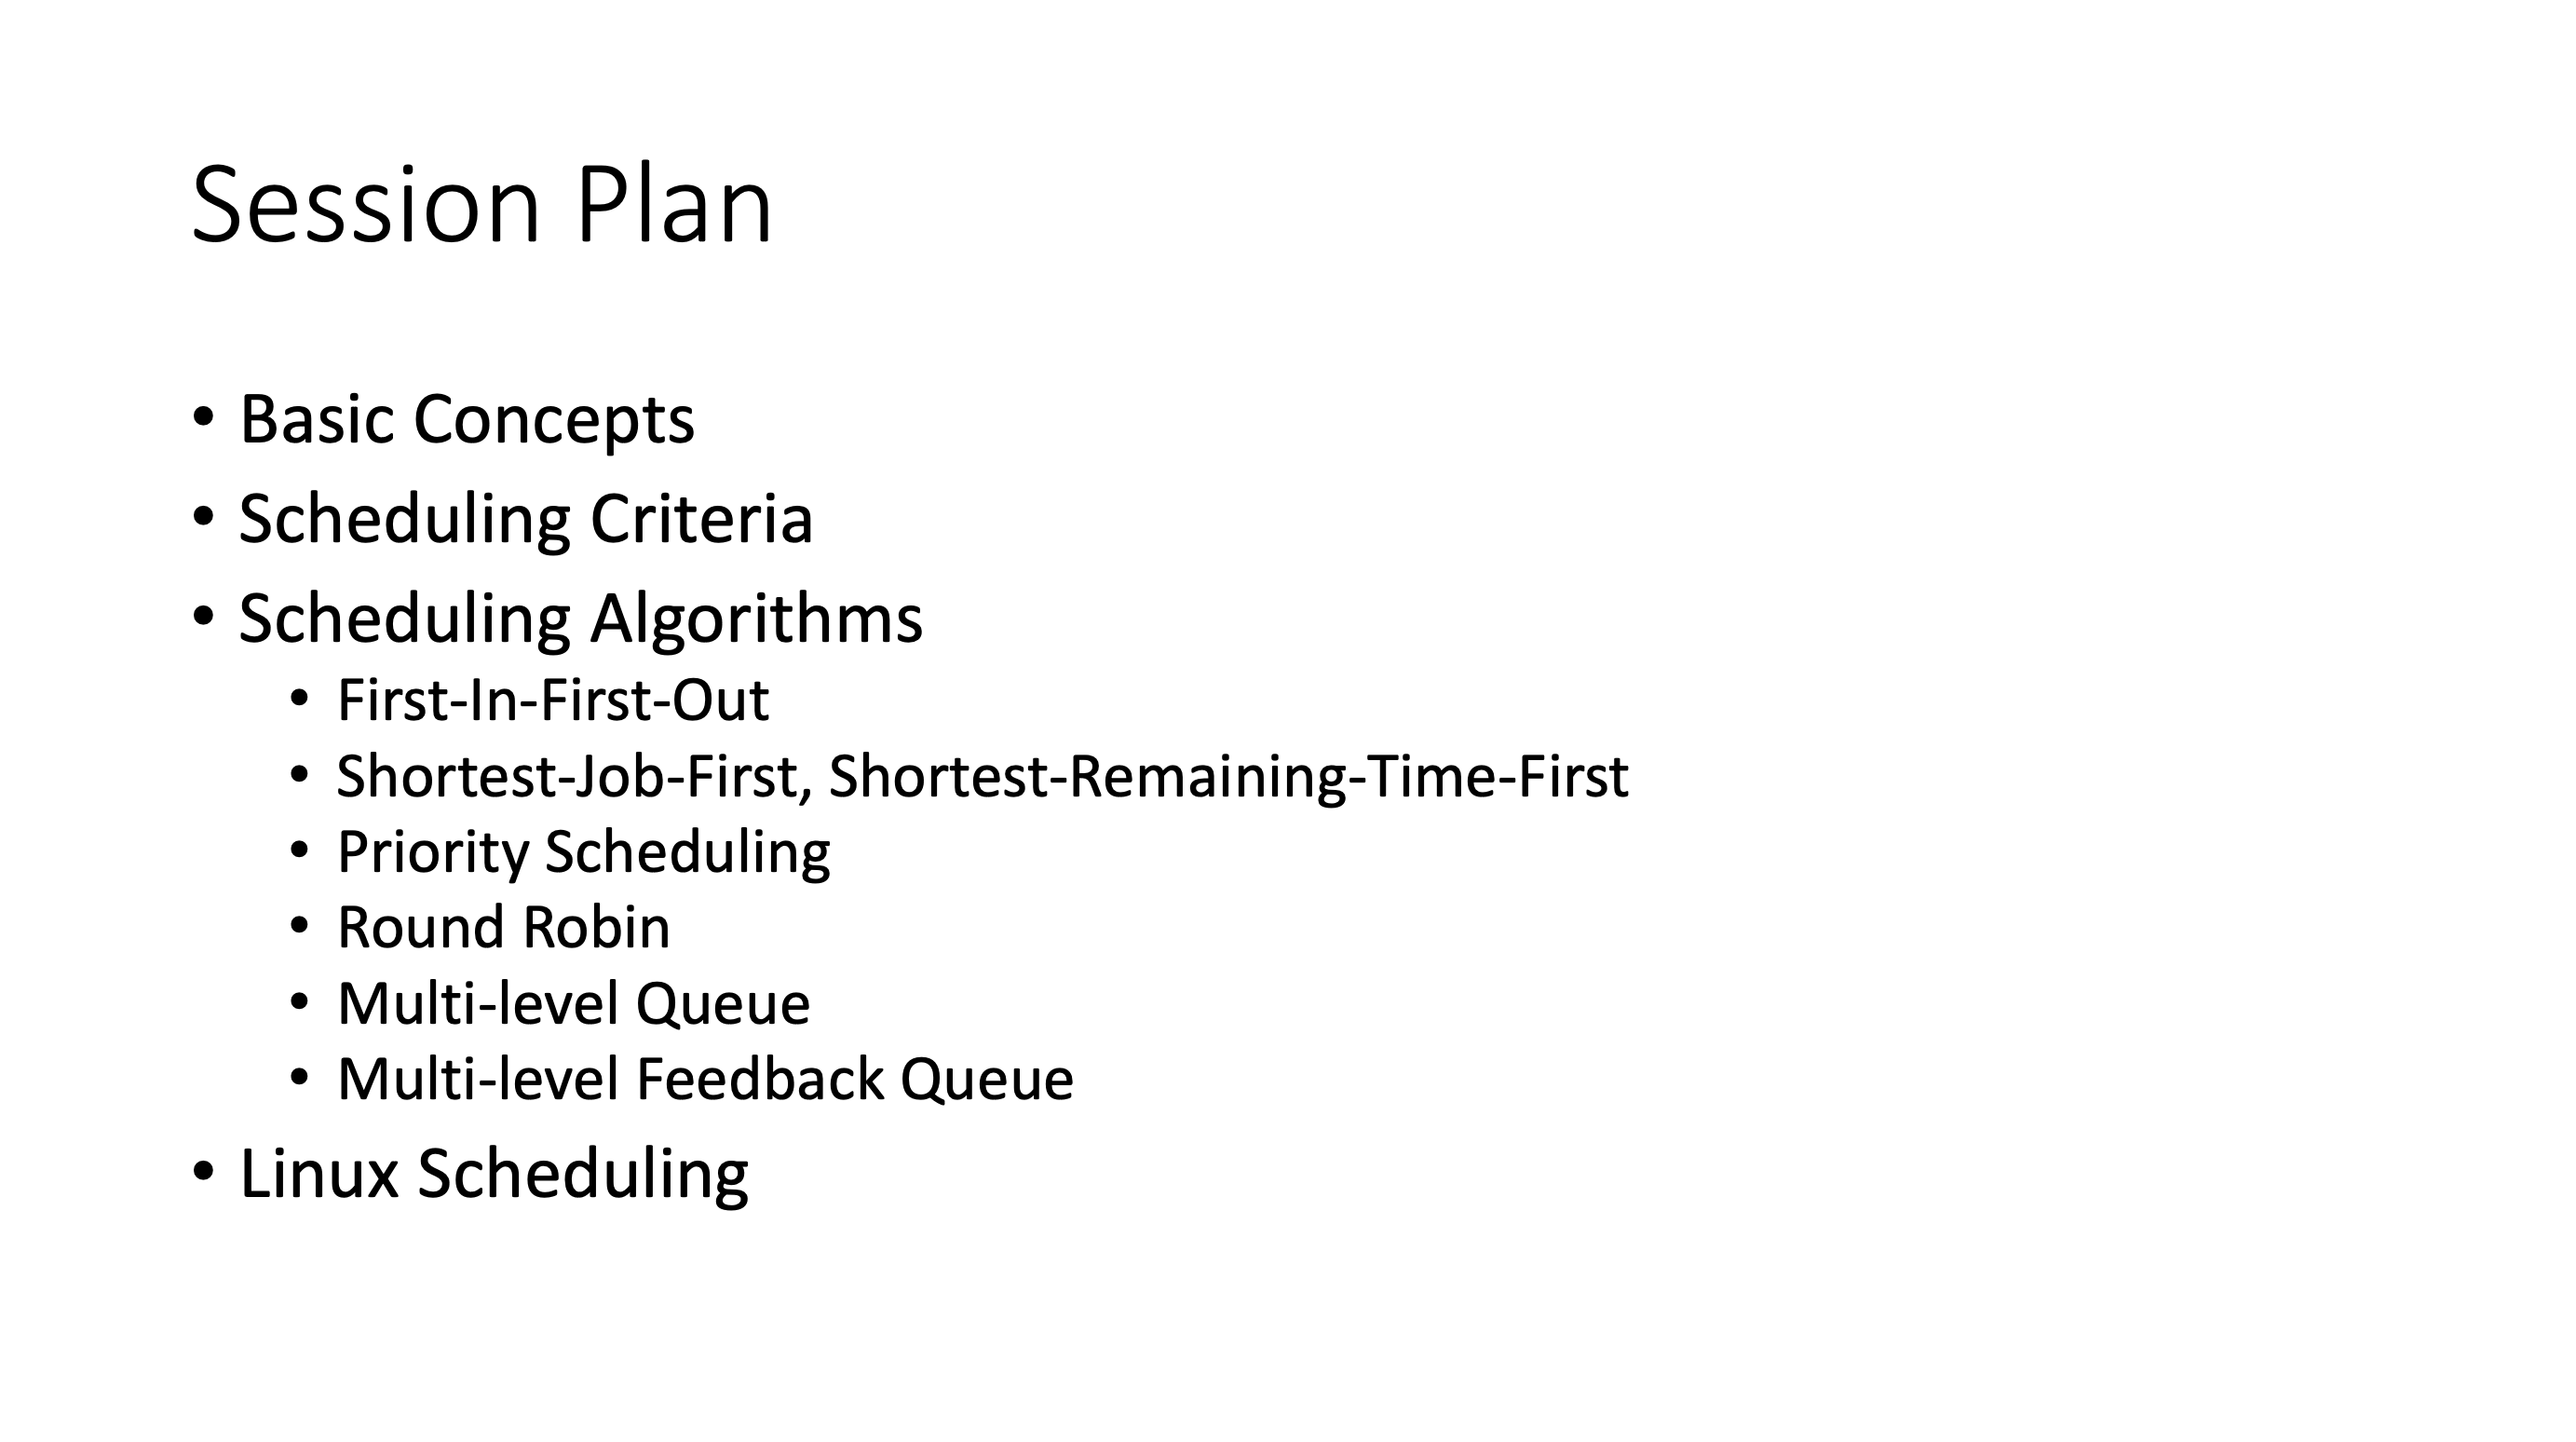 Session Plan
• Basic Concepts
• Scheduling Criteria
• Scheduling Algorithms
• First-In-First-Out
• Shortest-Job-First, Shortest-Remaining-Time-First
• Priority Scheduling
• Round Robin
• Multi-level Queue
• Multi-level Feedback Queue
• Linux Scheduling